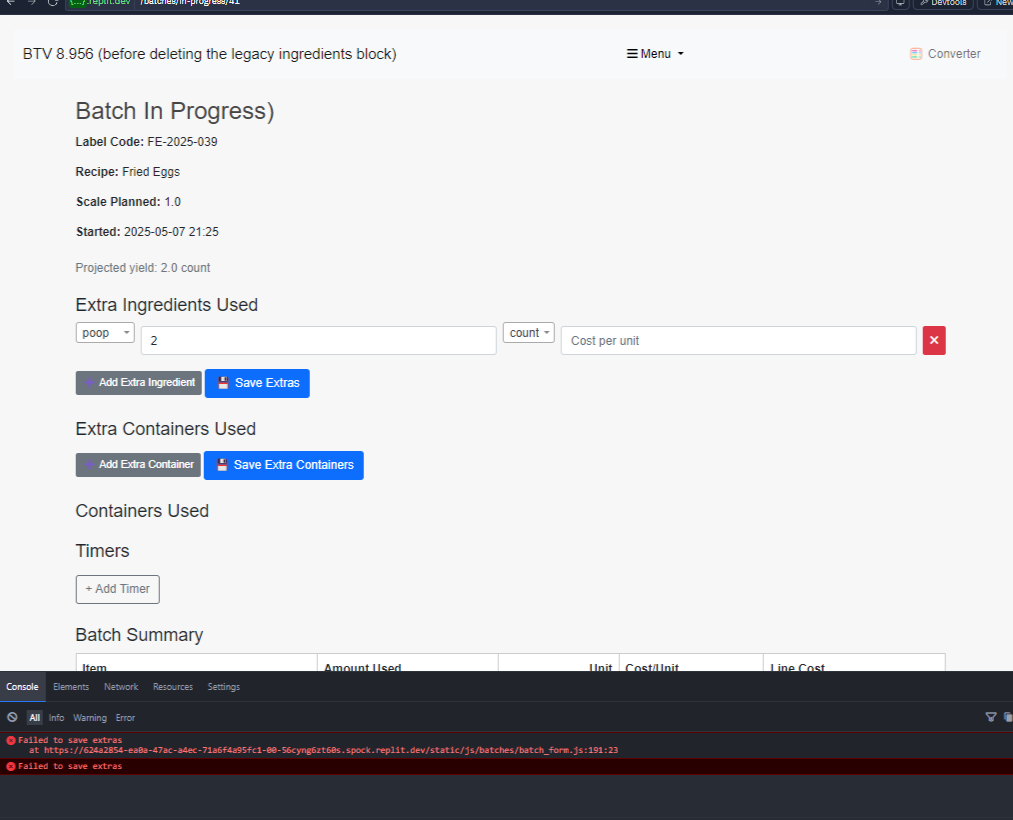 {...}.replit.dev /batches/in-progress/41 Devtools New
BTV 8.956 (before deleting the legacy ingredients block) Menu Converter
Batch In Progress)
Label Code: FE-2025-039
Recipe: Fried Eggs
Scale Planned: 1.0
Started: 2025-05-07 21:25
Projected yield: 2.0 count
Extra Ingredients Used
poop 2 count Cost per unit
Add Extra Ingredient Save Extras
Extra Containers Used
Add Extra Container Save Extra Containers
Containers Used
Timers
+ Add Timer
Batch Summary
Item Amount Used Unit Cost/Unit Line Cost
Console Elements Network Resources Settings
All Info Warning Error
Failed to save extras
at https://624a2854-ea0a-47ac-a4ec-71a6f4a95fc1-00-56cyng6zt60s.spock.replit.dev/static/js/batches/batch_form.js:191:23
Failed to save extras